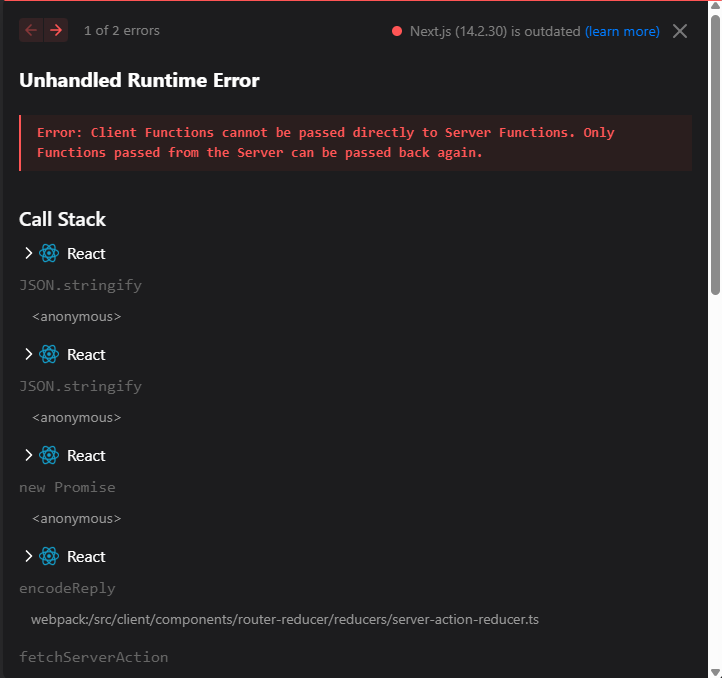 1 of 2 errors
Next.js (14.2.30) is outdated (learn more)
Unhandled Runtime Error
Error: Client Functions cannot be passed directly to Server Functions. Only
Functions passed from the Server can be passed back again.
Call Stack
React
JSON.stringify
<anonymous>
React
JSON.stringify
<anonymous>
React
new Promise
<anonymous>
React
encodeReply
webpack:/src/client/components/router-reducer/reducers/server-action-reducer.ts
fetchServerAction